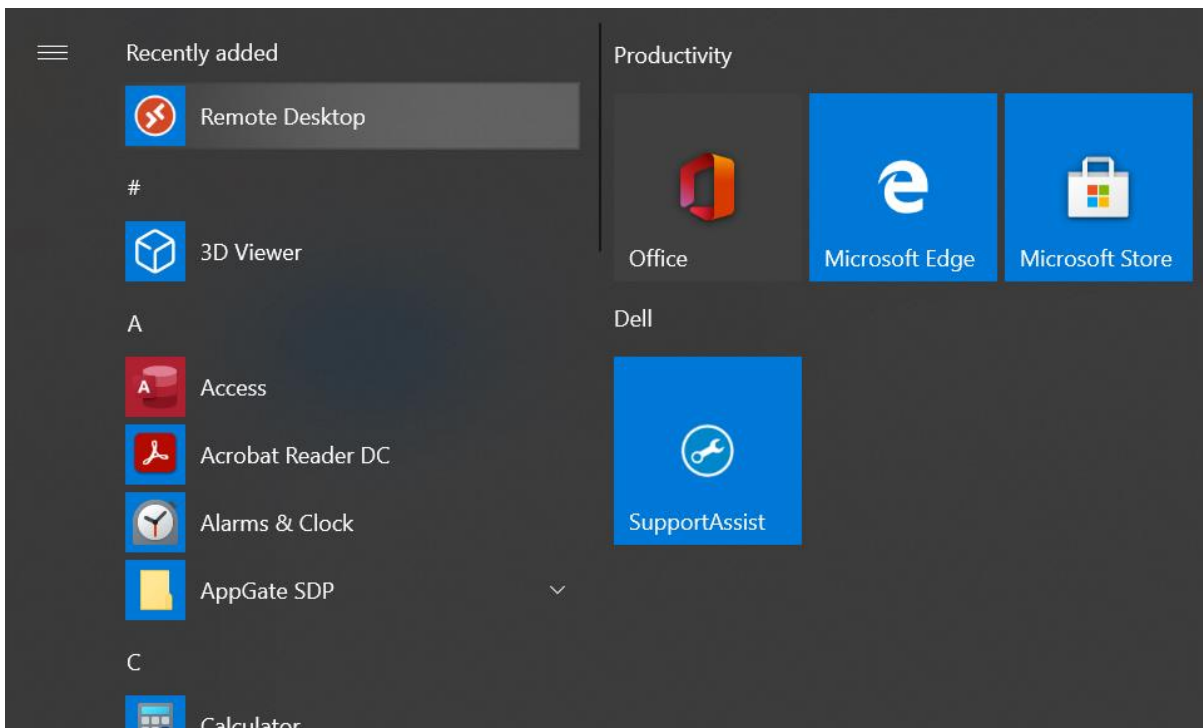 Recently added
Remote Desktop
#
3D Viewer
A
Access
Acrobat Reader DC
Alarms & Clock
AppGate SDP
C
Calculator
Productivity
Office
Microsoft Edge
Microsoft Store
Dell
SupportAssist